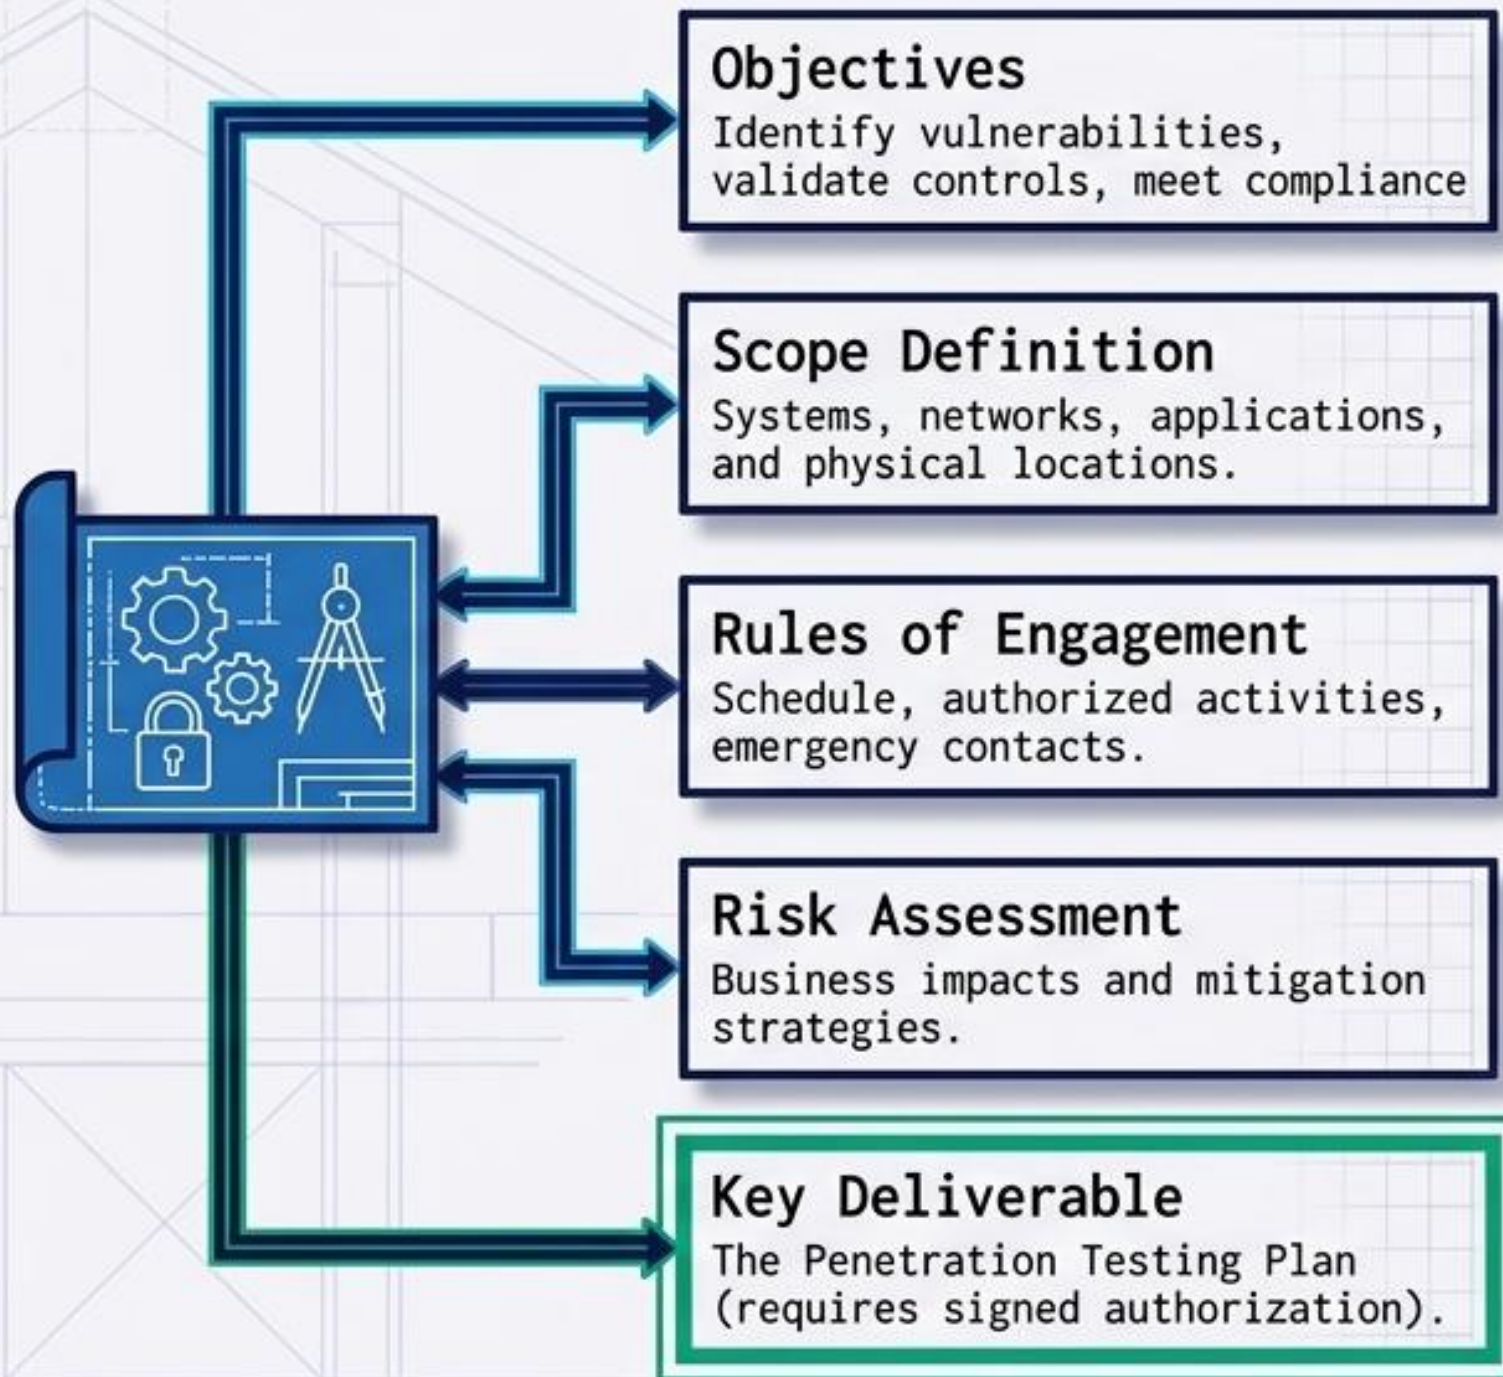 Objectives
Identify vulnerabilities,
validate controls, meet compliance
Scope Definition
Systems, networks, applications,
and physical locations.
Rules of Engagement
Schedule, authorized activities,
emergency contacts.
Risk Assessment
Business impacts and mitigation
strategies.
Key Deliverable
The Penetration Testing Plan
(requires signed authorization).